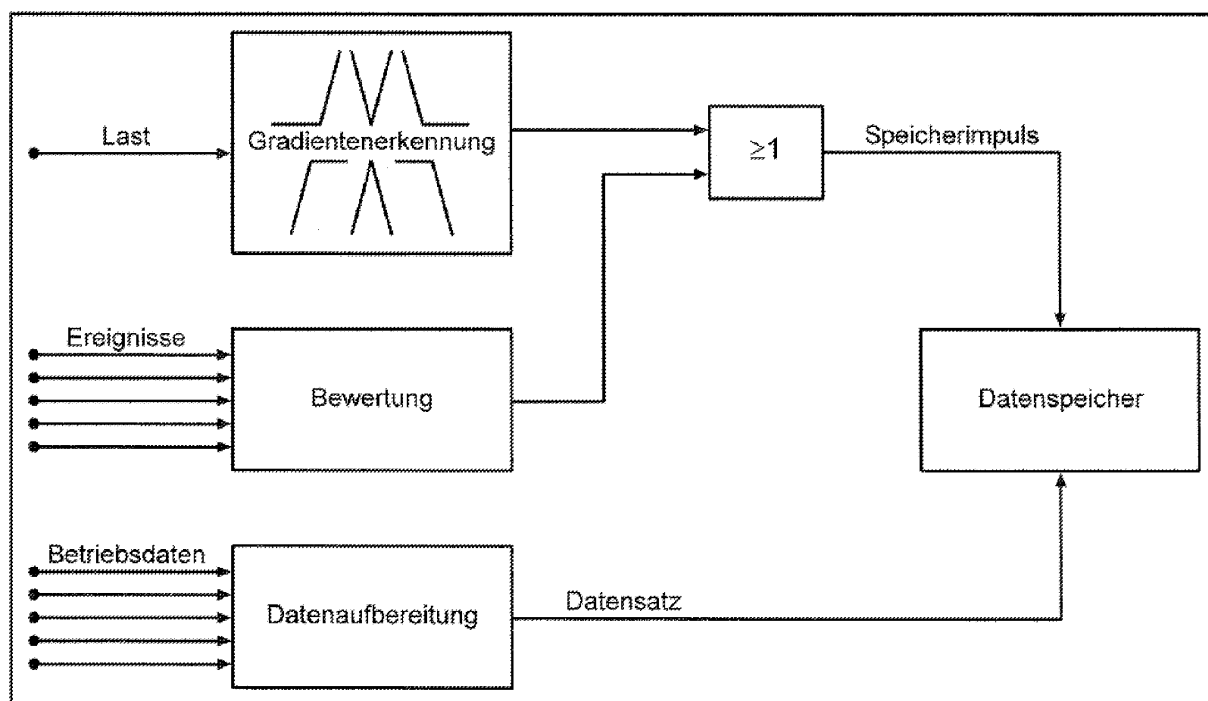 Last
Gradientenerkennung
≥1
Speicherimpuls
Ereignisse
Bewertung
Datenspeicher
Betriebsdaten
Datenaufbereitung
Datensatz